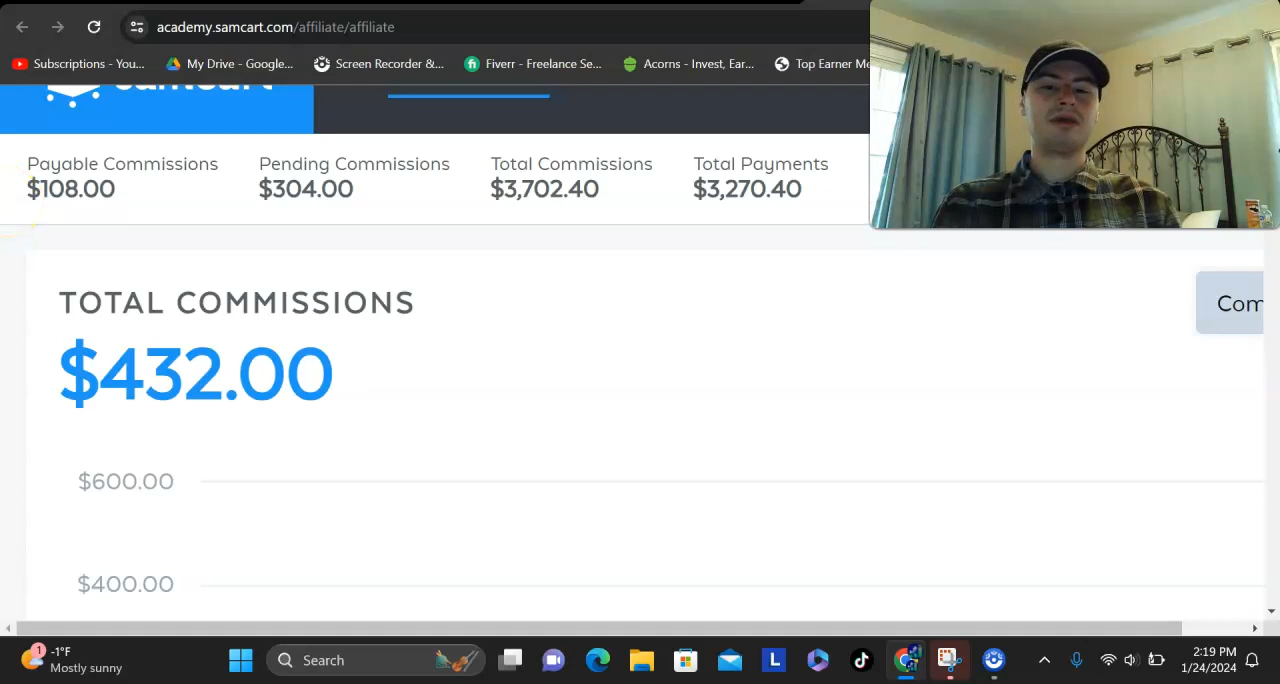 academy.samcart.com/affiliate/affiliate
Subscriptions - You... My Drive - Google... Screen Recorder &... Fiverr - Freelance Se... Acorns - Invest, Ear... Top Earner Mo
samcart
Payable Commissions Pending Commissions Total Commissions Total Payments
$108.00 $304.00 $3,702.40 $3,270.40
TOTAL COMMISSIONS
Com
$432.00
$600.00
$400.00
1 -1°F
Mostly sunny
Search
L
2:19 PM
1/24/2024